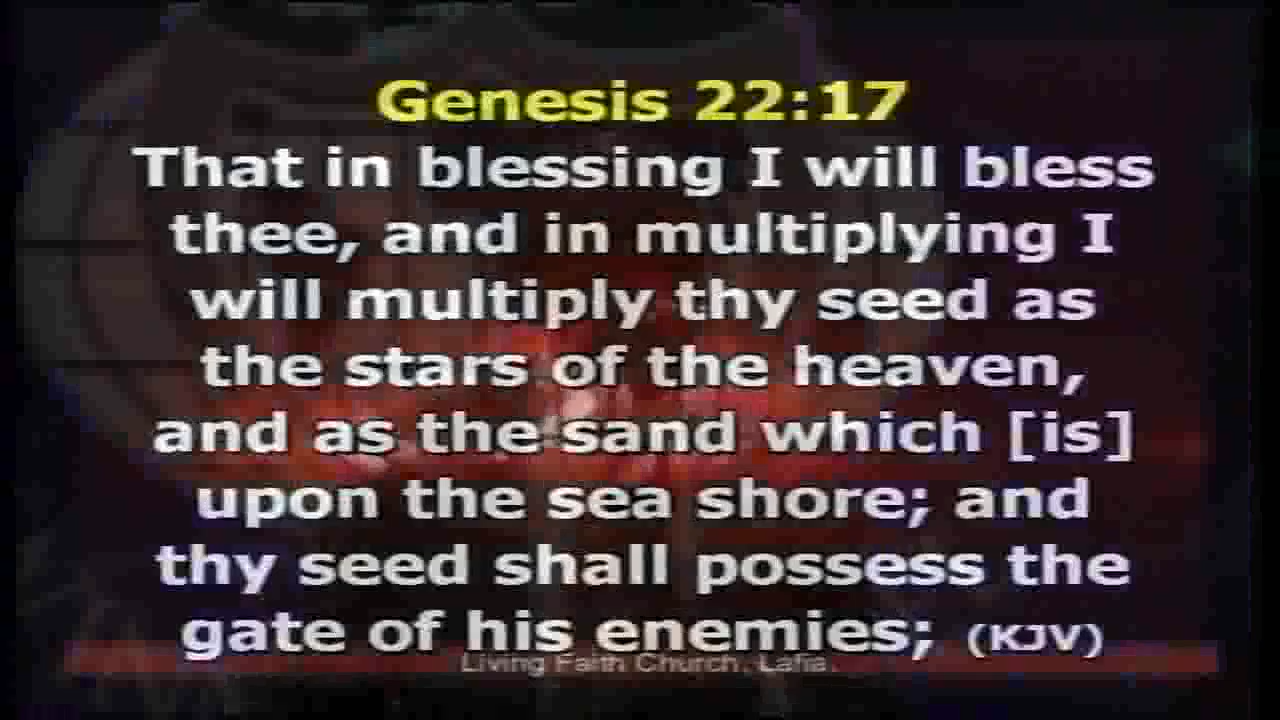 Genesis 22:17
That in blessing I will bless
thee, and in multiplying I
will multiply thy seed as
the stars of the heaven,
and as the sand which [is]
upon the sea shore; and
thy seed shall possess the
gate of his enemies; (KJV)
Living Faith Church, Lafia.